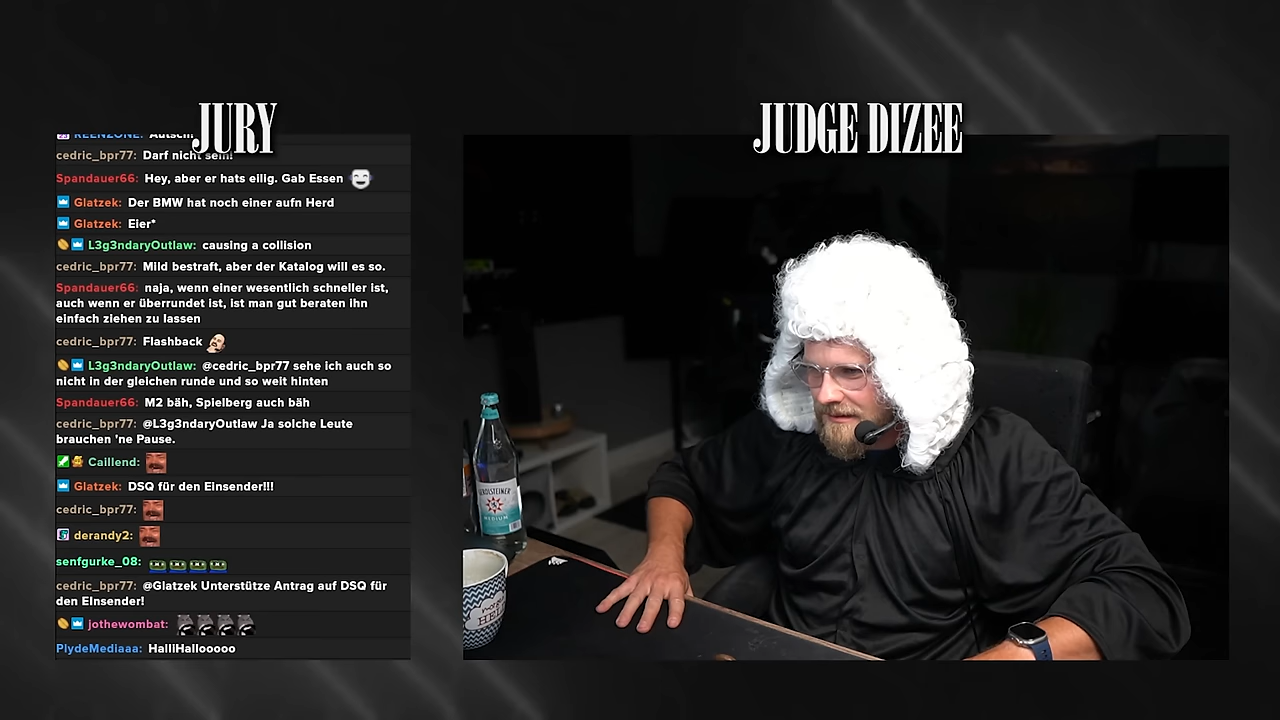 JURY
JUDGE DIZEE
KEENZONE: Autsch!
cedric_bpr77: Darf nicht sein!
Spandauer66: Hey, aber er hats eilig. Gab Essen
Glatzek: Der BMW hat noch einer aufn Herd
Glatzek: Eier*
L3g3ndaryOutlaw: causing a collision
cedric_bpr77: Mild bestraft, aber der Katalog will es so.
Spandauer66: naja, wenn einer wesentlich schneller ist,
auch wenn er überrundet ist, ist man gut beraten ihn
einfach ziehen zu lassen
cedric_bpr77: Flashback
L3g3ndaryOutlaw: @cedric_bpr77 sehe ich auch so
nicht in der gleichen runde und so weit hinten
Spandauer66: M2 bäh, Spielberg auch bäh
cedric_bpr77: @L3g3ndaryOutlaw Ja solche Leute
brauchen 'ne Pause.
Caillend:
Glatzek: DSQ für den Einsender!!!
cedric_bpr77:
derandy2:
senfgurke_08:
cedric_bpr77: @Glatzek Unterstütze Antrag auf DSQ für
den EInsender!
jothewombat:
PlydeMediaaa: HalliHallooooo
MEDIUM